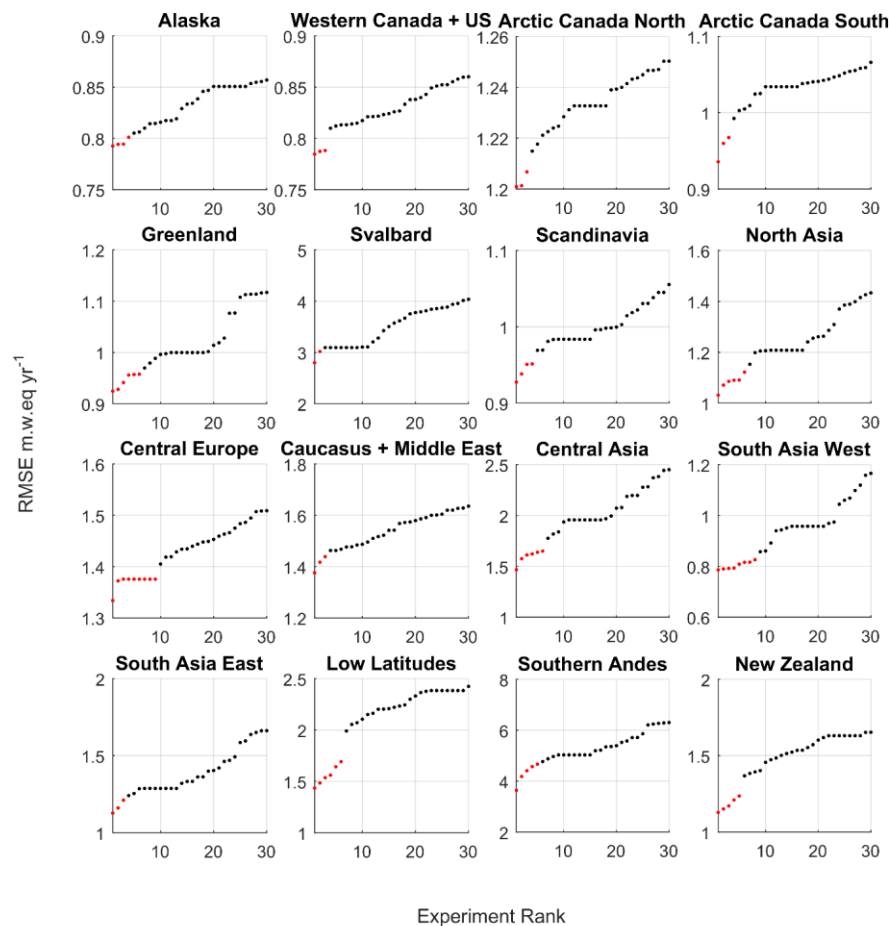 Alaska
Western Canada + US
Arctic Canada North
Arctic Canada South
0.9
0.85
0.8
0.75
10 20 30
0.9
0.85
0.8
0.75
10 20 30
1.26
1.24
1.22
1.2
10 20 30
1.1
1
0.9
10 20 30
Greenland
Svalbard
Scandinavia
North Asia
1.2
1.1
1
0.9
10 20 30
5
4
3
2
10 20 30
1.1
1
0.9
10 20 30
1.6
1.4
1.2
1
10 20 30
RMSE m.w.eq yr-1
Central Europe
Caucasus + Middle East
Central Asia
South Asia West
1.6
1.5
1.4
1.3
10 20 30
1.8
1.6
1.4
1.2
10 20 30
2.5
2
1.5
1
10 20 30
1.2
1
0.8
0.6
10 20 30
South Asia East
Low Latitudes
Southern Andes
New Zealand
2
1.5
1
10 20 30
2.5
2
1.5
1
10 20 30
8
6
4
2
10 20 30
2
1.5
1
10 20 30
Experiment Rank